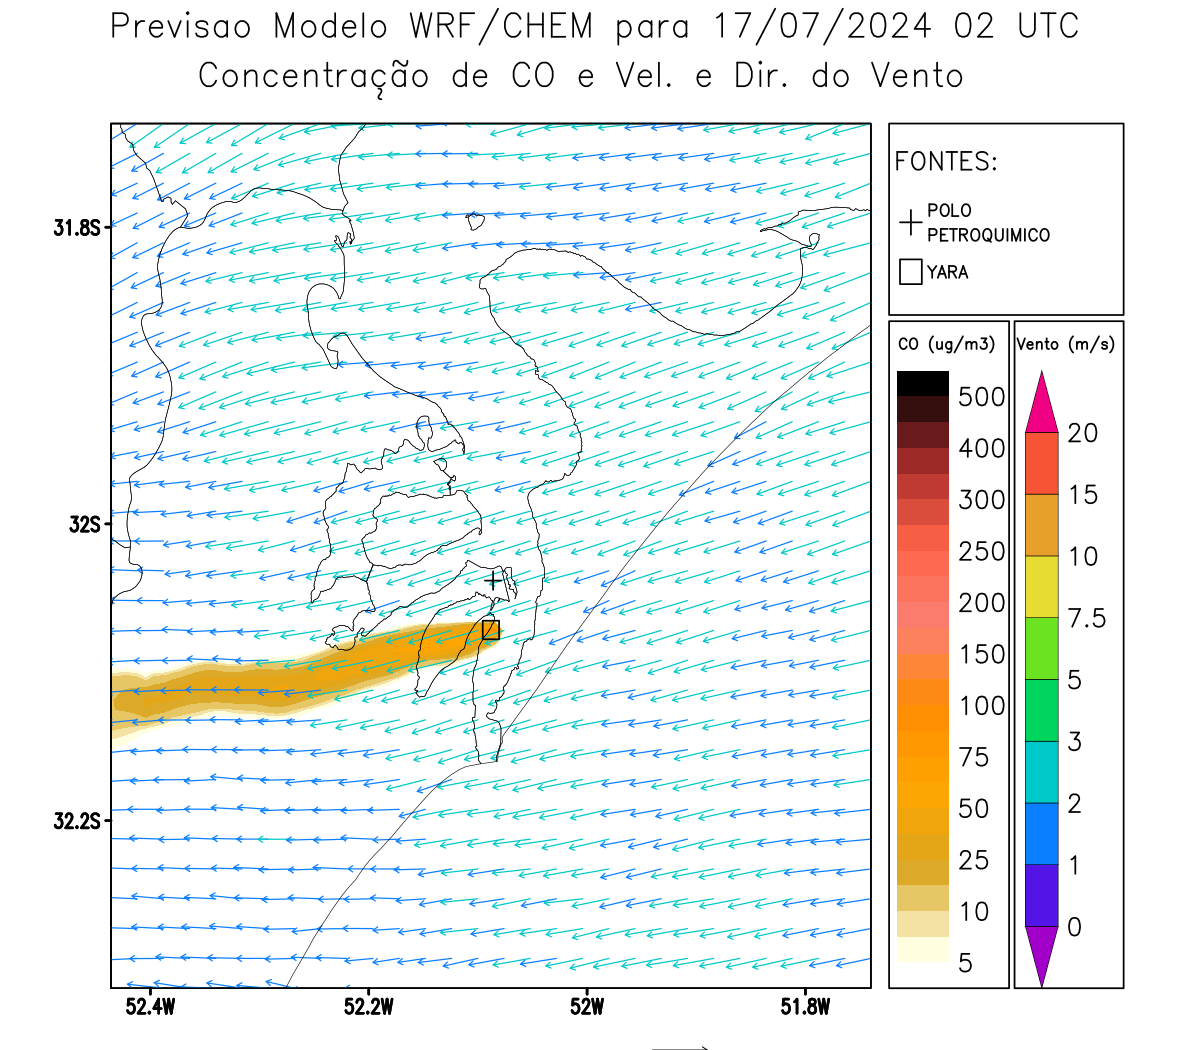 Previsao Modelo WRF/CHEM para 17/07/2024 02 UTC
Concentração de CO e Vel. e Dir. do Vento
FONTES:
POLO
PETROQUIMICO
YARA
31.8S
32S
32.2S
52.4W
52.2W
52W
51.8W
CO (ug/m3)
500
400
300
250
200
150
100
75
50
25
10
5
Vento (m/s)
20
15
10
7.5
5
3
2
1
0